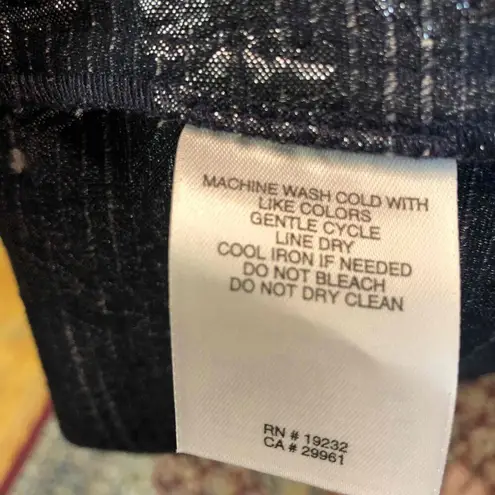 MACHINE WASH COLD WITH
LIKE COLORS
GENTLE CYCLE
LINE DRY
COOL IRON IF NEEDED
DO NOT BLEACH
DO NOT DRY CLEAN
RN # 19232
CA # 29961